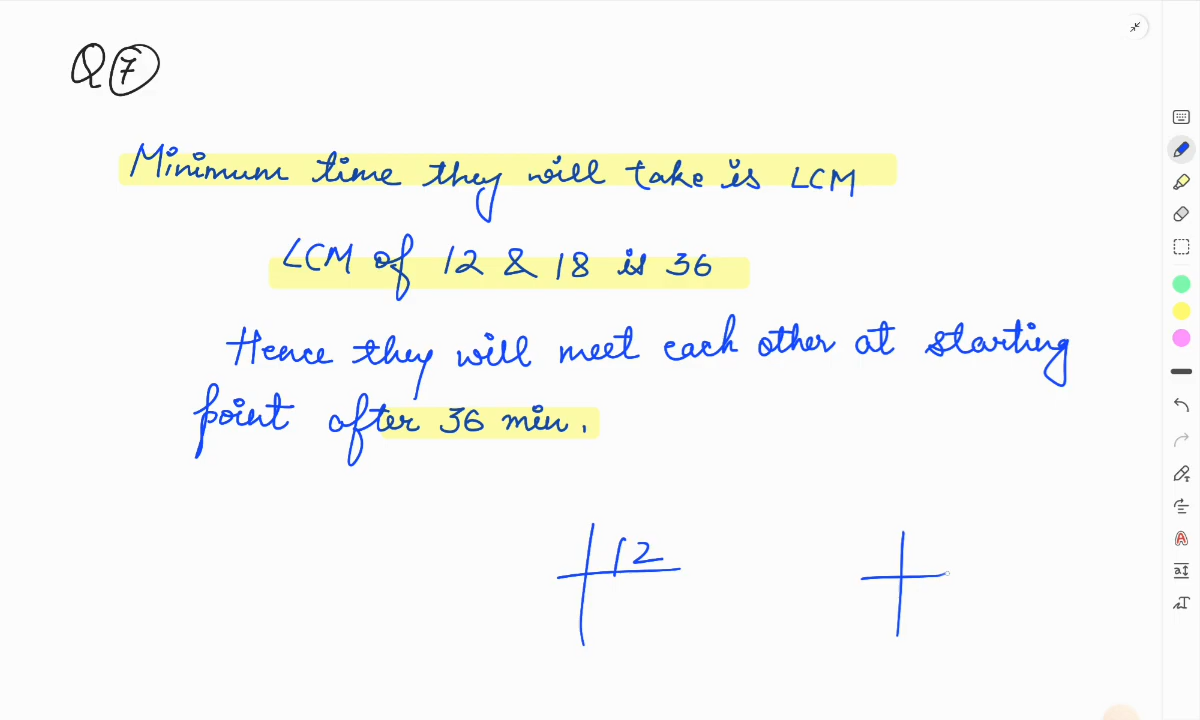 Q 7
Minimum time they will take is LCM
LCM of 12 & 18 is 36
Hence they will meet each other at starting
point after 36 min.
12